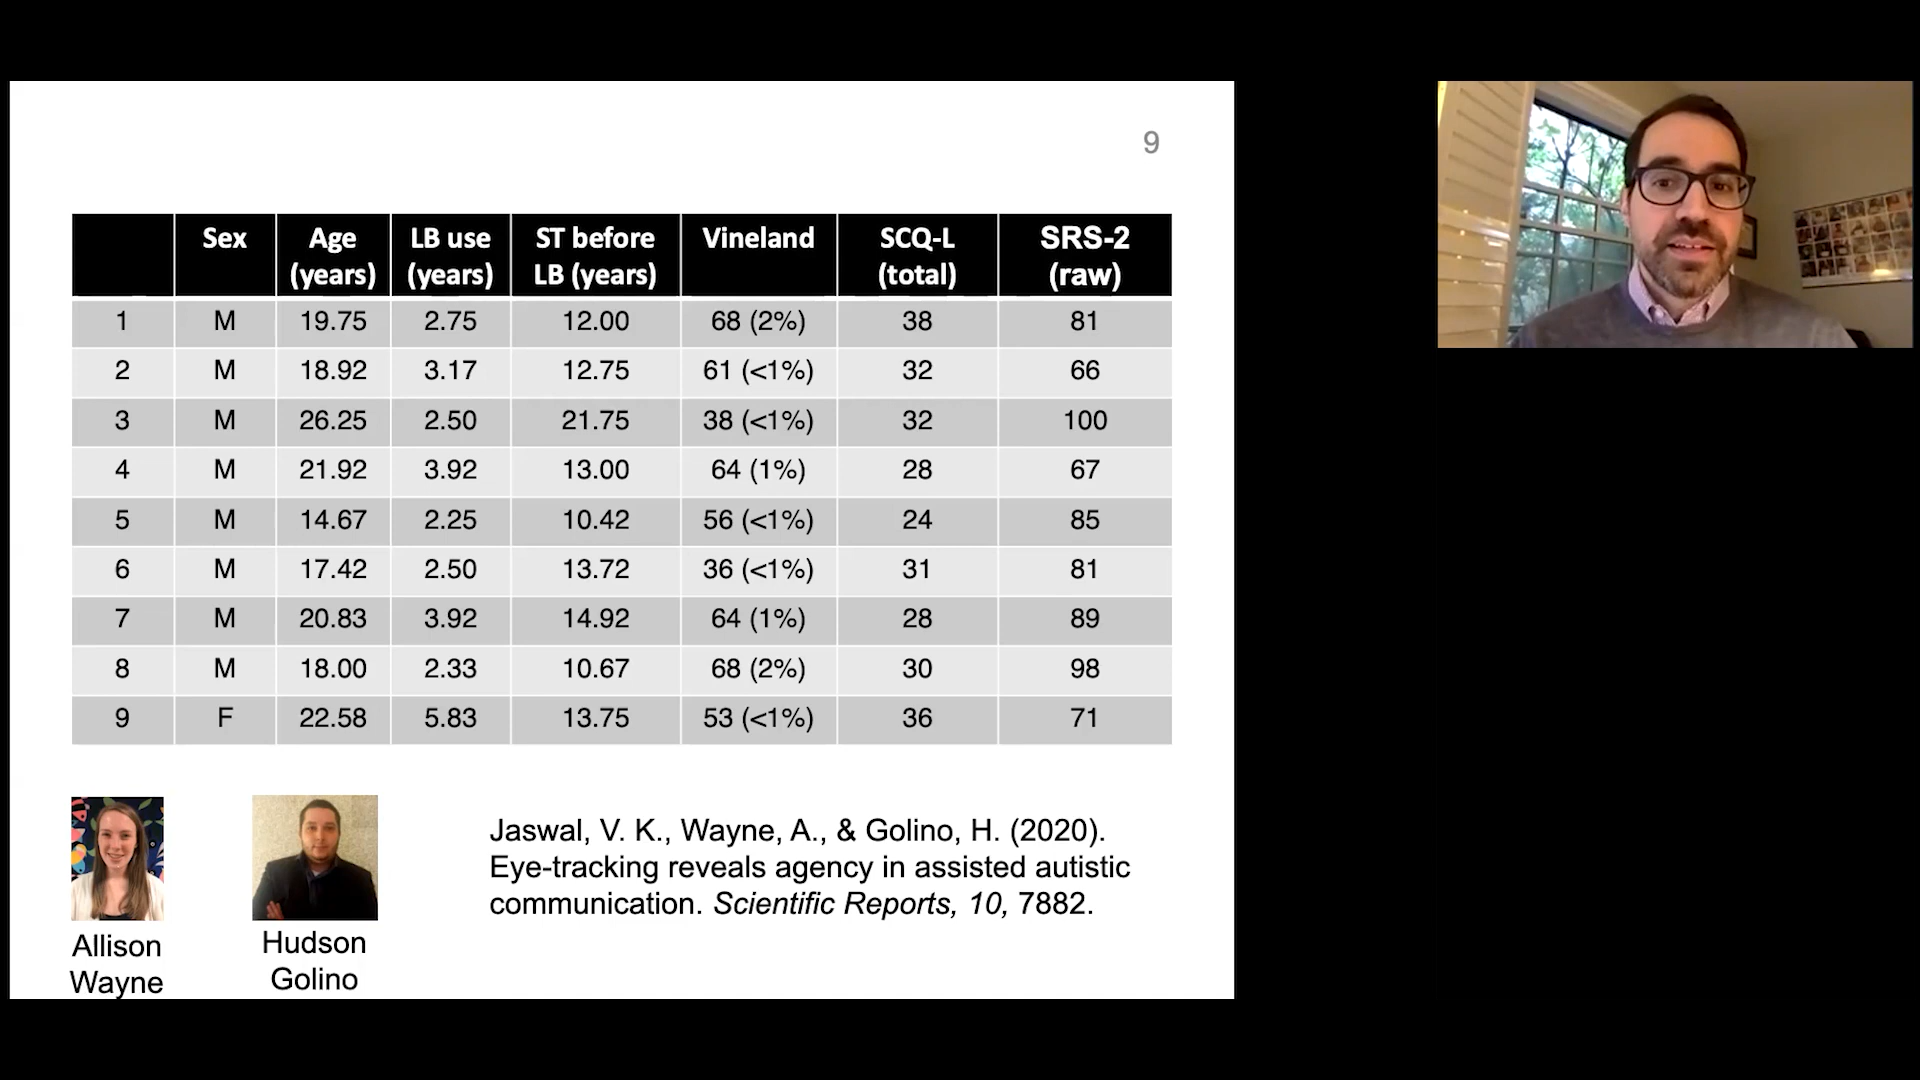 9
Sex Age (years) LB use (years) ST before LB (years) Vineland SCQ-L (total) SRS-2 (raw)
1 M 19.75 2.75 12.00 68 (2%) 38 81
2 M 18.92 3.17 12.75 61 (<1%) 32 66
3 M 26.25 2.50 21.75 38 (<1%) 32 100
4 M 21.92 3.92 13.00 64 (1%) 28 67
5 M 14.67 2.25 10.42 56 (<1%) 24 85
6 M 17.42 2.50 13.72 36 (<1%) 31 81
7 M 20.83 3.92 14.92 64 (1%) 28 89
8 M 18.00 2.33 10.67 68 (2%) 30 98
9 F 22.58 5.83 13.75 53 (<1%) 36 71
Allison
Wayne
Hudson
Golino
Jaswal, V. K., Wayne, A., & Golino, H. (2020).
Eye-tracking reveals agency in assisted autistic
communication. Scientific Reports, 10, 7882.